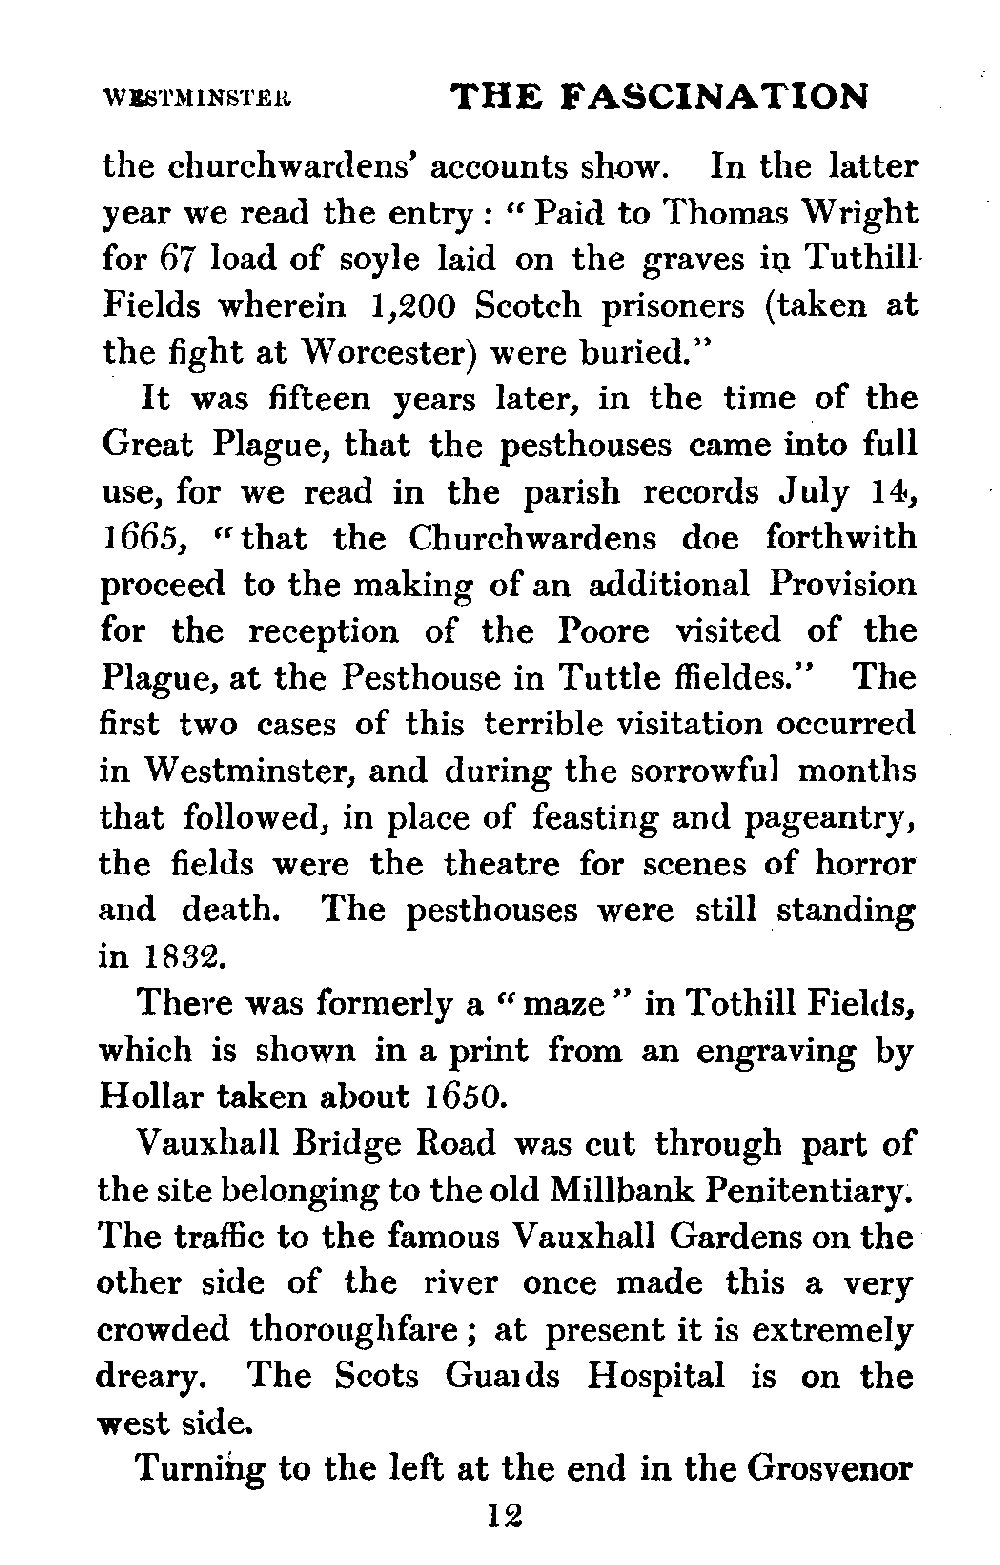 WESTMINSTER THE FASCINATION
the churchwardens' accounts show. In the latter
year we read the entry : "Paid to Thomas Wright
for 67 load of soyle laid on the graves in Tuthill
Fields wherein 1,200 Scotch prisoners (taken at
the fight at Worcester) were buried."
It was fifteen years later, in the time of the
Great Plague, that the pesthouses came into full
use, for we read in the parish records July 14,
1665, "that the Churchwardens doe forthwith
proceed to the making of an additional Provision
for the reception of the Poore visited of the
Plague, at the Pesthouse in Tuttle ffieldes." The
first two cases of this terrible visitation occurred
in Westminster, and during the sorrowful months
that followed, in place of feasting and pageantry,
the fields were the theatre for scenes of horror
and death. The pesthouses were still standing
in 1832.
There was formerly a "maze" in Tothill Fields,
which is shown in a print from an engraving by
Hollar taken about 1650.
Vauxhall Bridge Road was cut through part of
the site belonging to the old Millbank Penitentiary.
The traffic to the famous Vauxhall Gardens on the
other side of the river once made this a very
crowded thoroughfare ; at present it is extremely
dreary. The Scots Guards Hospital is on the
west side.
Turning to the left at the end in the Grosvenor
12